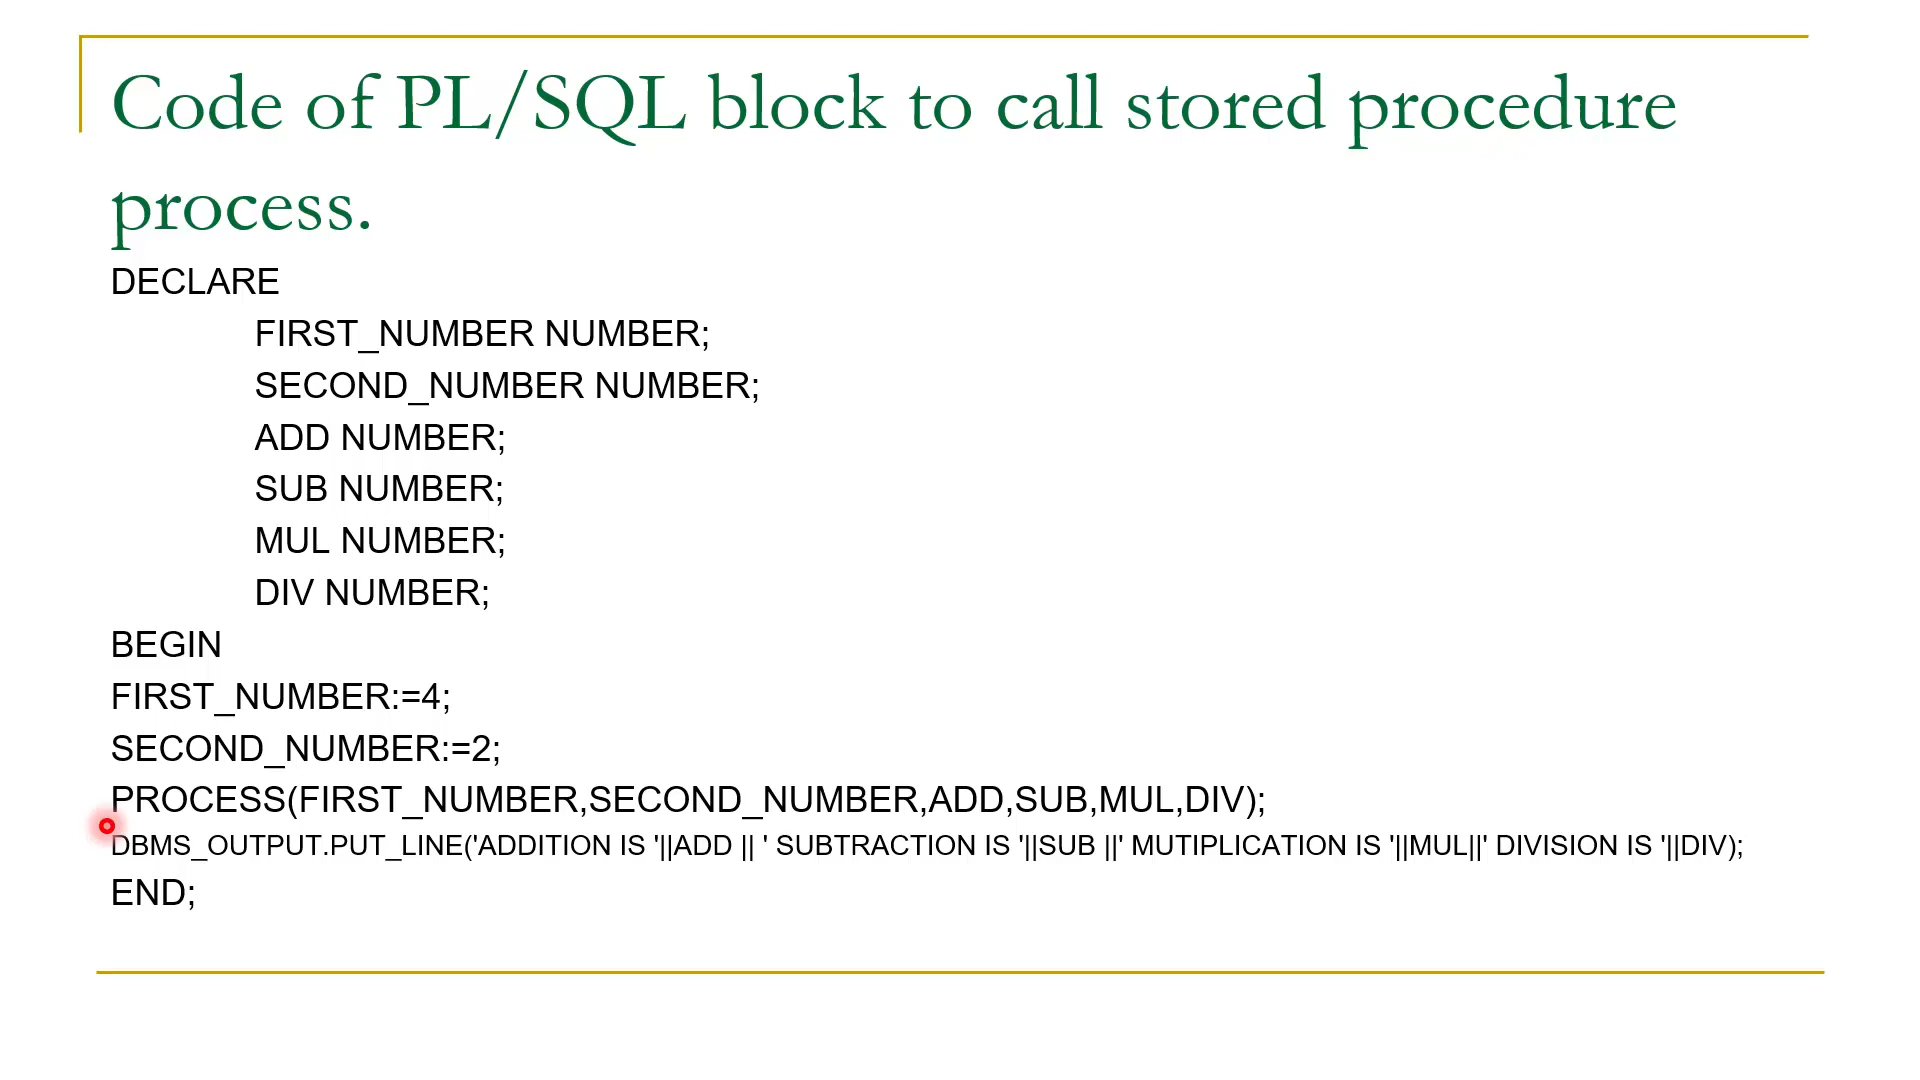 Code of PL/SQL block to call stored procedure
process.
DECLARE
FIRST_NUMBER NUMBER;
SECOND_NUMBER NUMBER;
ADD NUMBER;
SUB NUMBER;
MUL NUMBER;
DIV NUMBER;
BEGIN
FIRST_NUMBER:=4;
SECOND_NUMBER:=2;
PROCESS(FIRST_NUMBER,SECOND_NUMBER,ADD,SUB,MUL,DIV);
DBMS_OUTPUT.PUT_LINE('ADDITION IS '||ADD || ' SUBTRACTION IS '||SUB ||' MUTIPLICATION IS '||MUL||' DIVISION IS '||DIV);
END;